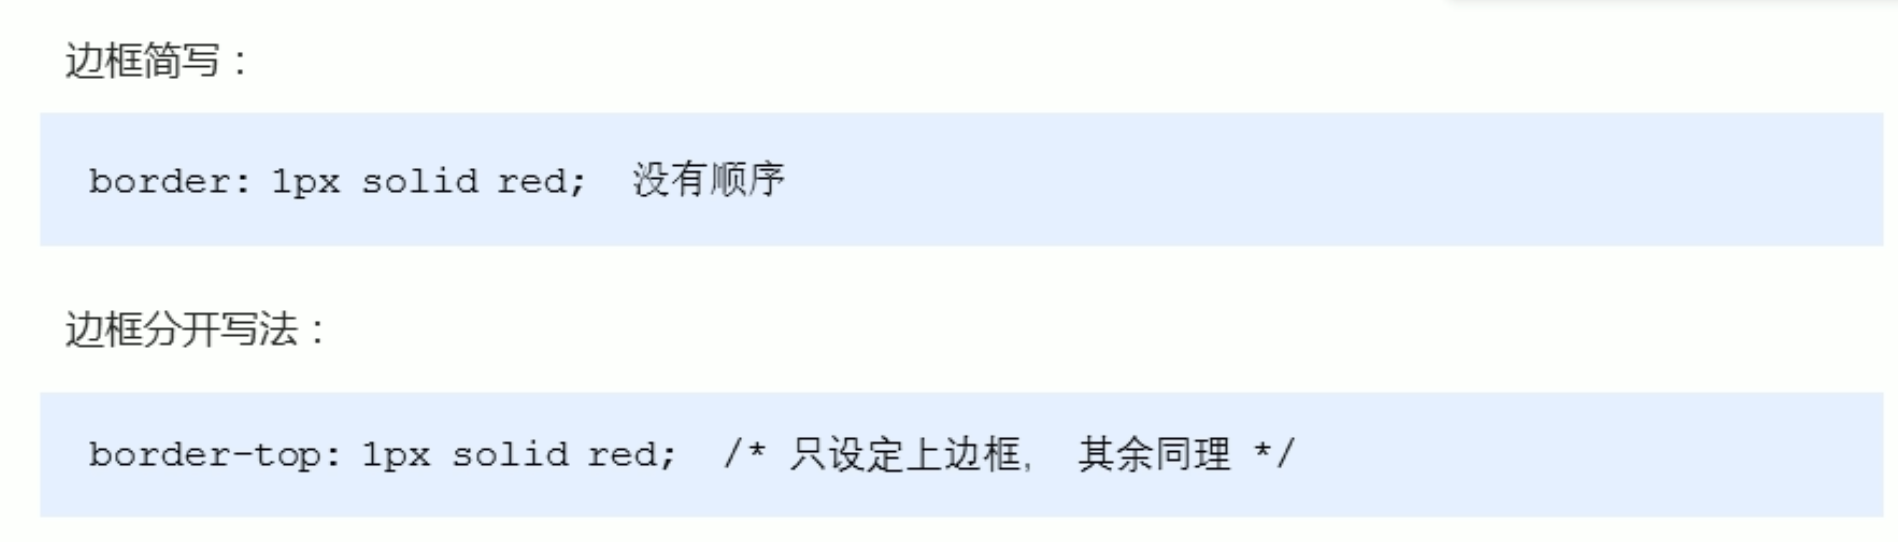 边框简写：
border: 1px solid red;  没有顺序
边框分开写法：
border-top: 1px solid red;  /* 只设定上边框， 其余同理 */